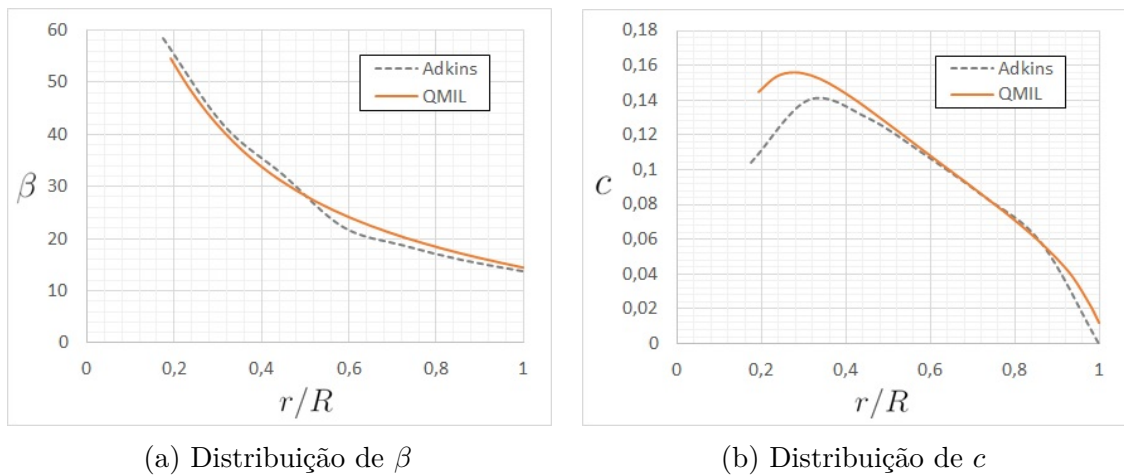 60
50
40
30
20
10
0
β
0
0,2
0,4
0,6
0,8
1
r/R
Adkins
QMIL
(a) Distribuição de β
0,18
0,16
0,14
0,12
0,1
0,08
0,06
0,04
0,02
0
c
0
0,2
0,4
0,6
0,8
1
r/R
Adkins
QMIL
(b) Distribuição de c